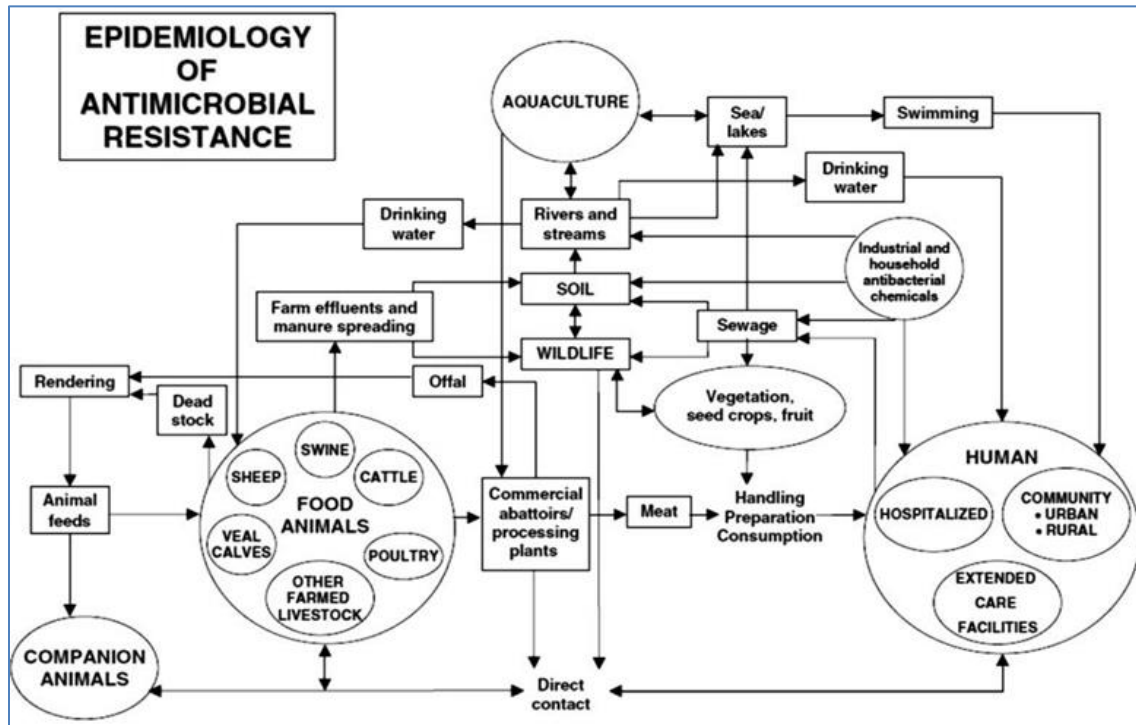 EPIDEMIOLOGY
OF
ANTIMICROBIAL
RESISTANCE
AQUACULTURE
Sea/
lakes
Swimming
Drinking
water
Drinking
water
Rivers and
streams
Industrial and
household
antibacterial
chemicals
SOIL
Farm effluents and
manure spreading
Sewage
WILDLIFE
Rendering
Offal
Dead
stock
Vegetation,
seed crops, fruit
SWINE
SHEEP
CATTLE
FOOD
ANIMALS
VEAL
CALVES
POULTRY
OTHER
FARMED
LIVESTOCK
Animal
feeds
Commercial
abattoirs/
processing
plants
Meat
Handling
Preparation
Consumption
HUMAN
HOSPITALIZED
COMMUNITY
• URBAN
• RURAL
EXTENDED
CARE
FACILITIES
COMPANION
ANIMALS
Direct
contact